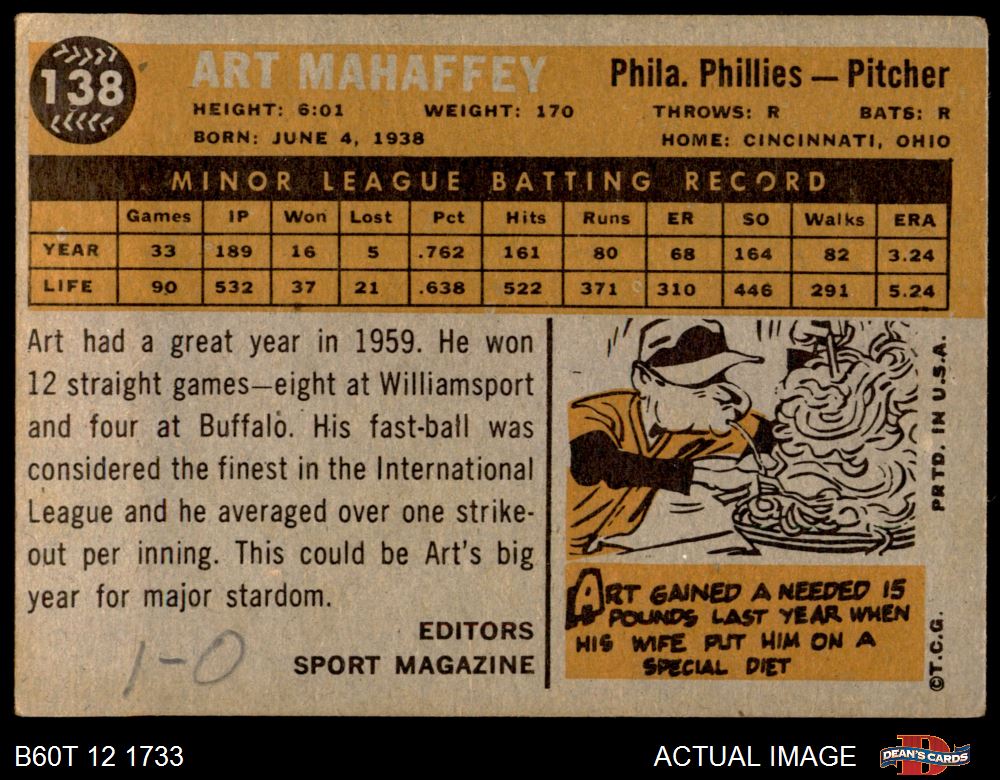 138
ART MAHAFFEY
Phila. Phillies — Pitcher
HEIGHT: 6:01 WEIGHT: 170 THROWS: R BATS: R
BORN: JUNE 4, 1938 HOME: CINCINNATI, OHIO
MINOR LEAGUE BATTING RECORD
Games IP Won Lost Pct Hits Runs ER SO Walks ERA
YEAR 33 189 16 5 .762 161 80 68 164 82 3.24
LIFE 90 532 37 21 .638 522 371 310 446 291 5.24
Art had a great year in 1959. He won
12 straight games—eight at Williamsport
and four at Buffalo. His fast-ball was
considered the finest in the International
League and he averaged over one strike-
out per inning. This could be Art's big
year for major stardom.
EDITORS
SPORT MAGAZINE
1-0
ART GAINED A NEEDED 15
POUNDS LAST YEAR WHEN
HIS WIFE PUT HIM ON A
SPECIAL DIET
PRTD. IN U.S.A.
©T.C.G.
B60T 12 1733
ACTUAL IMAGE
DEAN'S CARDS